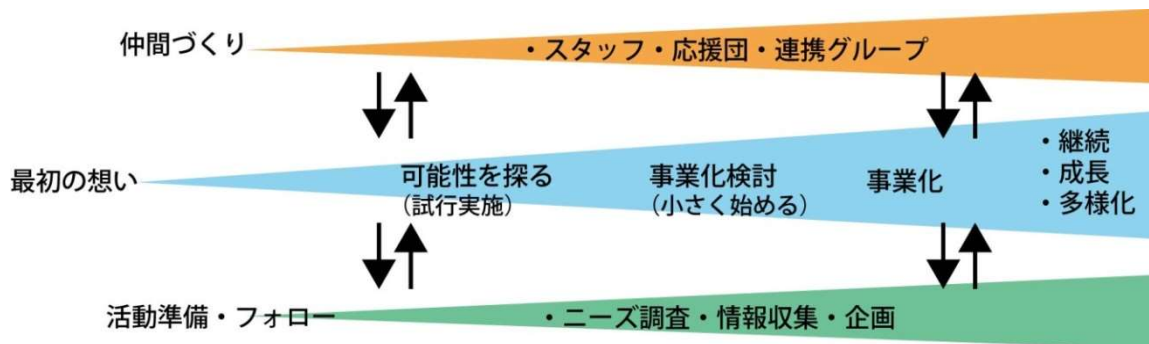 仲間づくり
・スタッフ・応援団・連携グループ
最初の想い
可能性を探る
（試行実施）
事業化検討
（小さく始める）
事業化
・継続
・成長
・多様化
活動準備・フォロー
・ニーズ調査・情報収集・企画